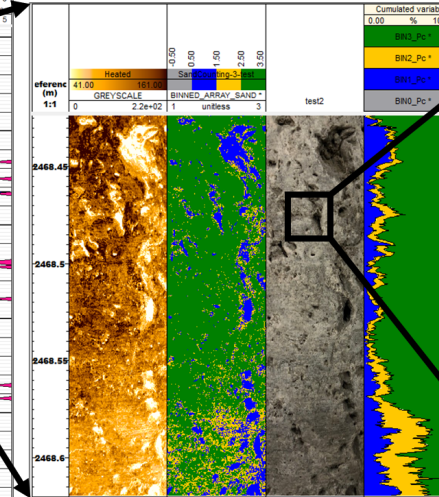 Cumulated variab
0.00 % 10
BIN3_Pc *
BIN2_Pc *
BIN0_Pc *
-0.50
0.50
1.50
2.50
3.50
Heated
41.00 161.00
GREYSCALE
0 2.2e+02
SandCounting-3-test
BINNED_ARRAY_SAND *
1 unitless 3
test2
eferenc
(m)
1:1
2468.45
2468.5
2468.55
2468.6